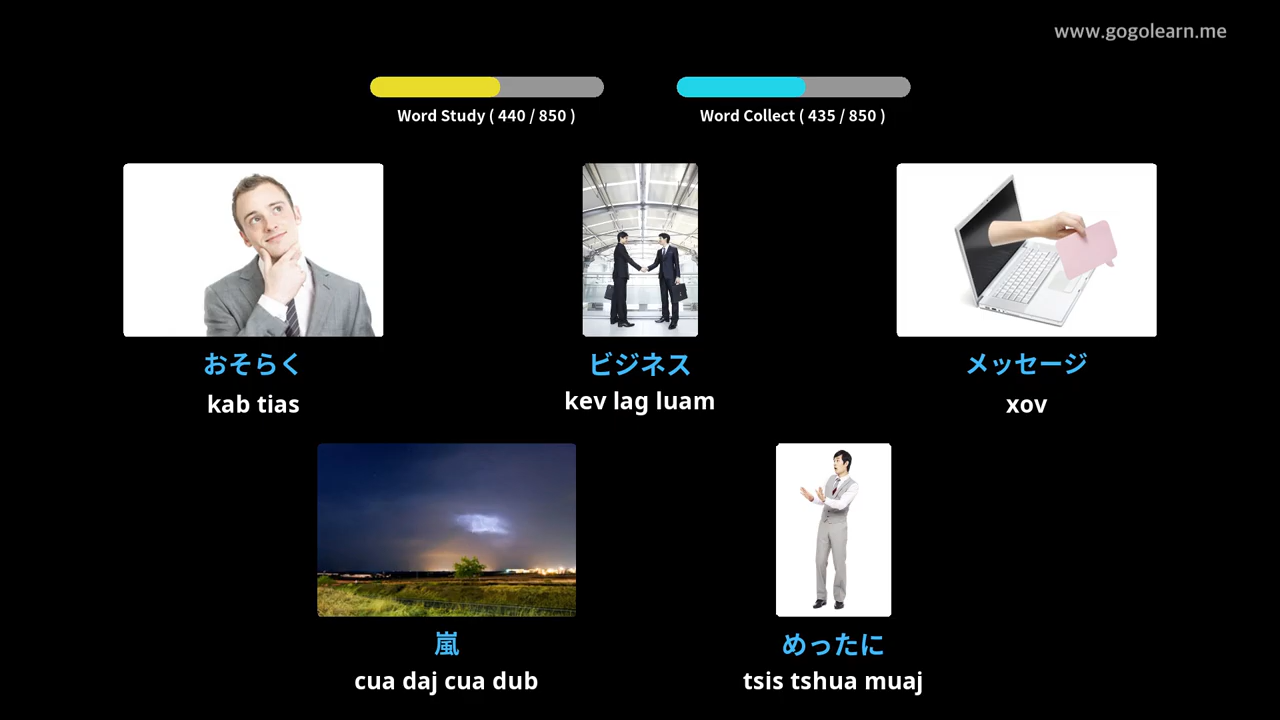 www.gogolearn.me
Word Study ( 440 / 850 )
Word Collect ( 435 / 850 )
おそらく
kab tias
ビジネス
kev lag luam
メッセージ
xov
嵐
cua daj cua dub
めったに
tsis tshua muaj